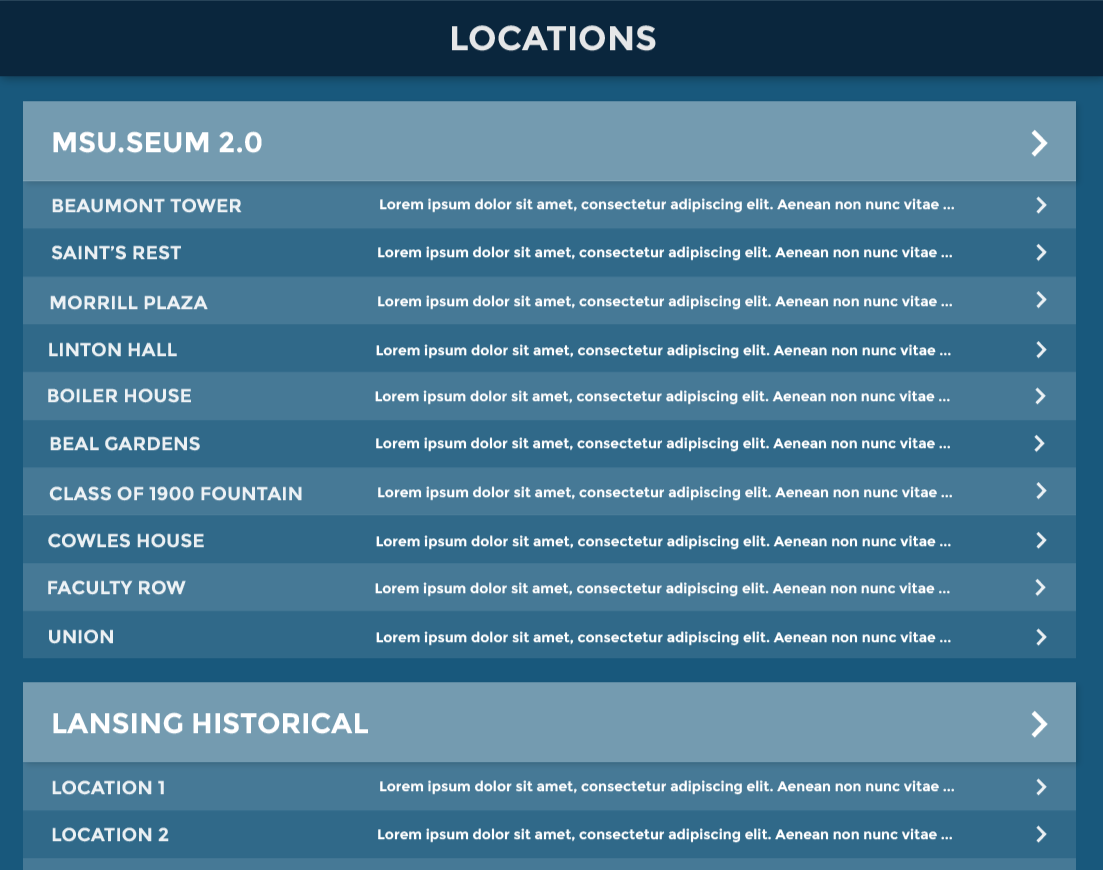 LOCATIONS
MSU.SEUM 2.0
BEAUMONT TOWER Lorem ipsum dolor sit amet, consectetur adipiscing elit. Aenean non nunc vitae ...
SAINT’S REST Lorem ipsum dolor sit amet, consectetur adipiscing elit. Aenean non nunc vitae ...
MORRILL PLAZA Lorem ipsum dolor sit amet, consectetur adipiscing elit. Aenean non nunc vitae ...
LINTON HALL Lorem ipsum dolor sit amet, consectetur adipiscing elit. Aenean non nunc vitae ...
BOILER HOUSE Lorem ipsum dolor sit amet, consectetur adipiscing elit. Aenean non nunc vitae ...
BEAL GARDENS Lorem ipsum dolor sit amet, consectetur adipiscing elit. Aenean non nunc vitae ...
CLASS OF 1900 FOUNTAIN Lorem ipsum dolor sit amet, consectetur adipiscing elit. Aenean non nunc vitae ...
COWLES HOUSE Lorem ipsum dolor sit amet, consectetur adipiscing elit. Aenean non nunc vitae ...
FACULTY ROW Lorem ipsum dolor sit amet, consectetur adipiscing elit. Aenean non nunc vitae ...
UNION Lorem ipsum dolor sit amet, consectetur adipiscing elit. Aenean non nunc vitae ...
LANSING HISTORICAL
LOCATION 1 Lorem ipsum dolor sit amet, consectetur adipiscing elit. Aenean non nunc vitae ...
LOCATION 2 Lorem ipsum dolor sit amet, consectetur adipiscing elit. Aenean non nunc vitae ...